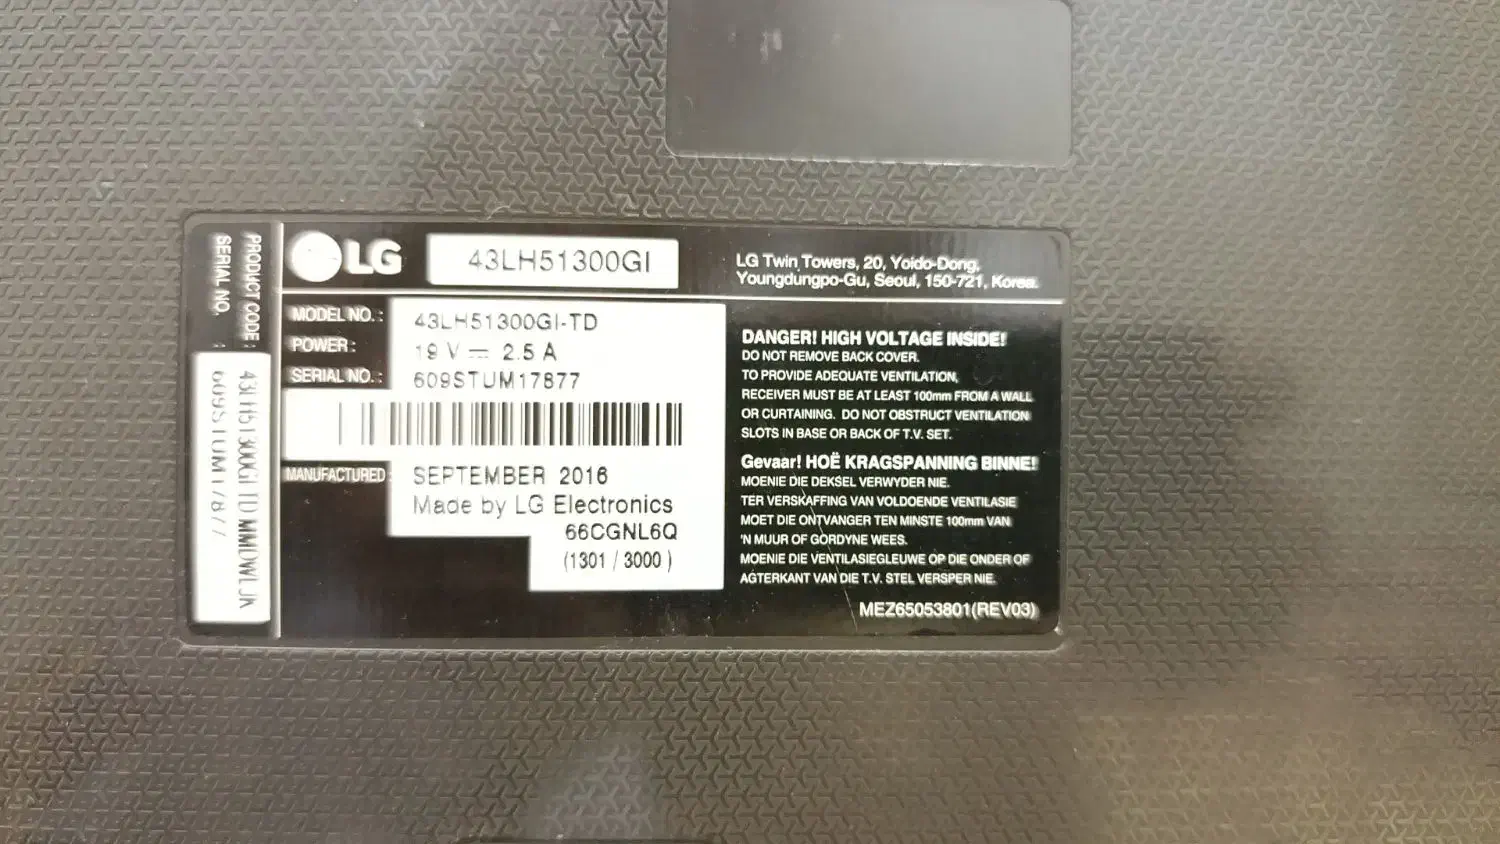 LG
43LH51300GI
LG Twin Towers, 20, Yoido-Dong,
Youngdungpo-Gu, Seoul, 150-721, Korea.
PRODUCT CODE :
SERIAL NO. :
43LH51300GI-TD MMDWLJK
609STUM17877
MODEL NO. : 43LH51300GI-TD
POWER : 19 V ⎓ 2.5 A
SERIAL NO. : 609STUM17877
MANUFACTURED : SEPTEMBER 2016
Made by LG Electronics
66CGNL6Q
(1301 / 3000 )
DANGER! HIGH VOLTAGE INSIDE!
DO NOT REMOVE BACK COVER.
TO PROVIDE ADEQUATE VENTILATION,
RECEIVER MUST BE AT LEAST 100mm FROM A WALL
OR CURTAINING. DO NOT OBSTRUCT VENTILATION
SLOTS IN BASE OR BACK OF T.V. SET.
Gevaar! HOË KRAGSPANNING BINNE!
MOENIE DIE DEKSEL VERWYDER NIE.
TER VERSKAFFING VAN VOLDOENDE VENTILASIE
MOET DIE ONTVANGER TEN MINSTE 100mm VAN
'N MUUR OF GORDYNE WEES.
MOENIE DIE VENTILASIEGLEUWE OP DIE ONDER OF
AGTERKANT VAN DIE T.V. STEL VERSPER NIE.
MEZ65053801(REV03)